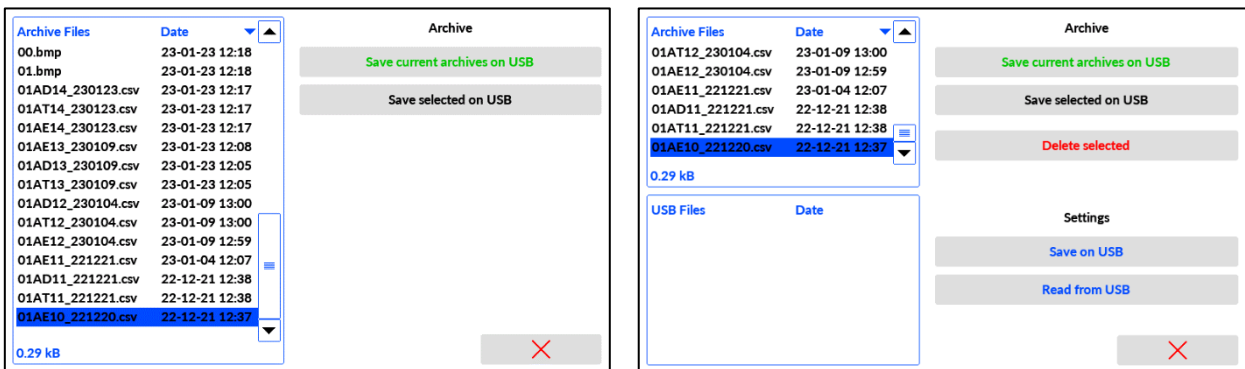 Archive Files Date
00.bmp 23-01-23 12:18
01.bmp 23-01-23 12:18
01AD14_230123.csv 23-01-23 12:17
01AT14_230123.csv 23-01-23 12:17
01AE14_230123.csv 23-01-23 12:17
01AE13_230109.csv 23-01-23 12:08
01AD13_230109.csv 23-01-23 12:05
01AT13_230109.csv 23-01-23 12:05
01AD12_230104.csv 23-01-09 13:00
01AT12_230104.csv 23-01-09 13:00
01AE12_230104.csv 23-01-09 12:59
01AE11_221221.csv 23-01-04 12:07
01AD11_221221.csv 22-12-21 12:38
01AT11_221221.csv 22-12-21 12:38
01AE10_221220.csv 22-12-21 12:37
0.29 kB
Archive
Save current archives on USB
Save selected on USB
Archive Files Date
01AT12_230104.csv 23-01-09 13:00
01AE12_230104.csv 23-01-09 12:59
01AE11_221221.csv 23-01-04 12:07
01AD11_221221.csv 22-12-21 12:38
01AT11_221221.csv 22-12-21 12:38
01AE10_221220.csv 22-12-21 12:37
0.29 kB
USB Files Date
Archive
Save current archives on USB
Save selected on USB
Delete selected
Settings
Save on USB
Read from USB